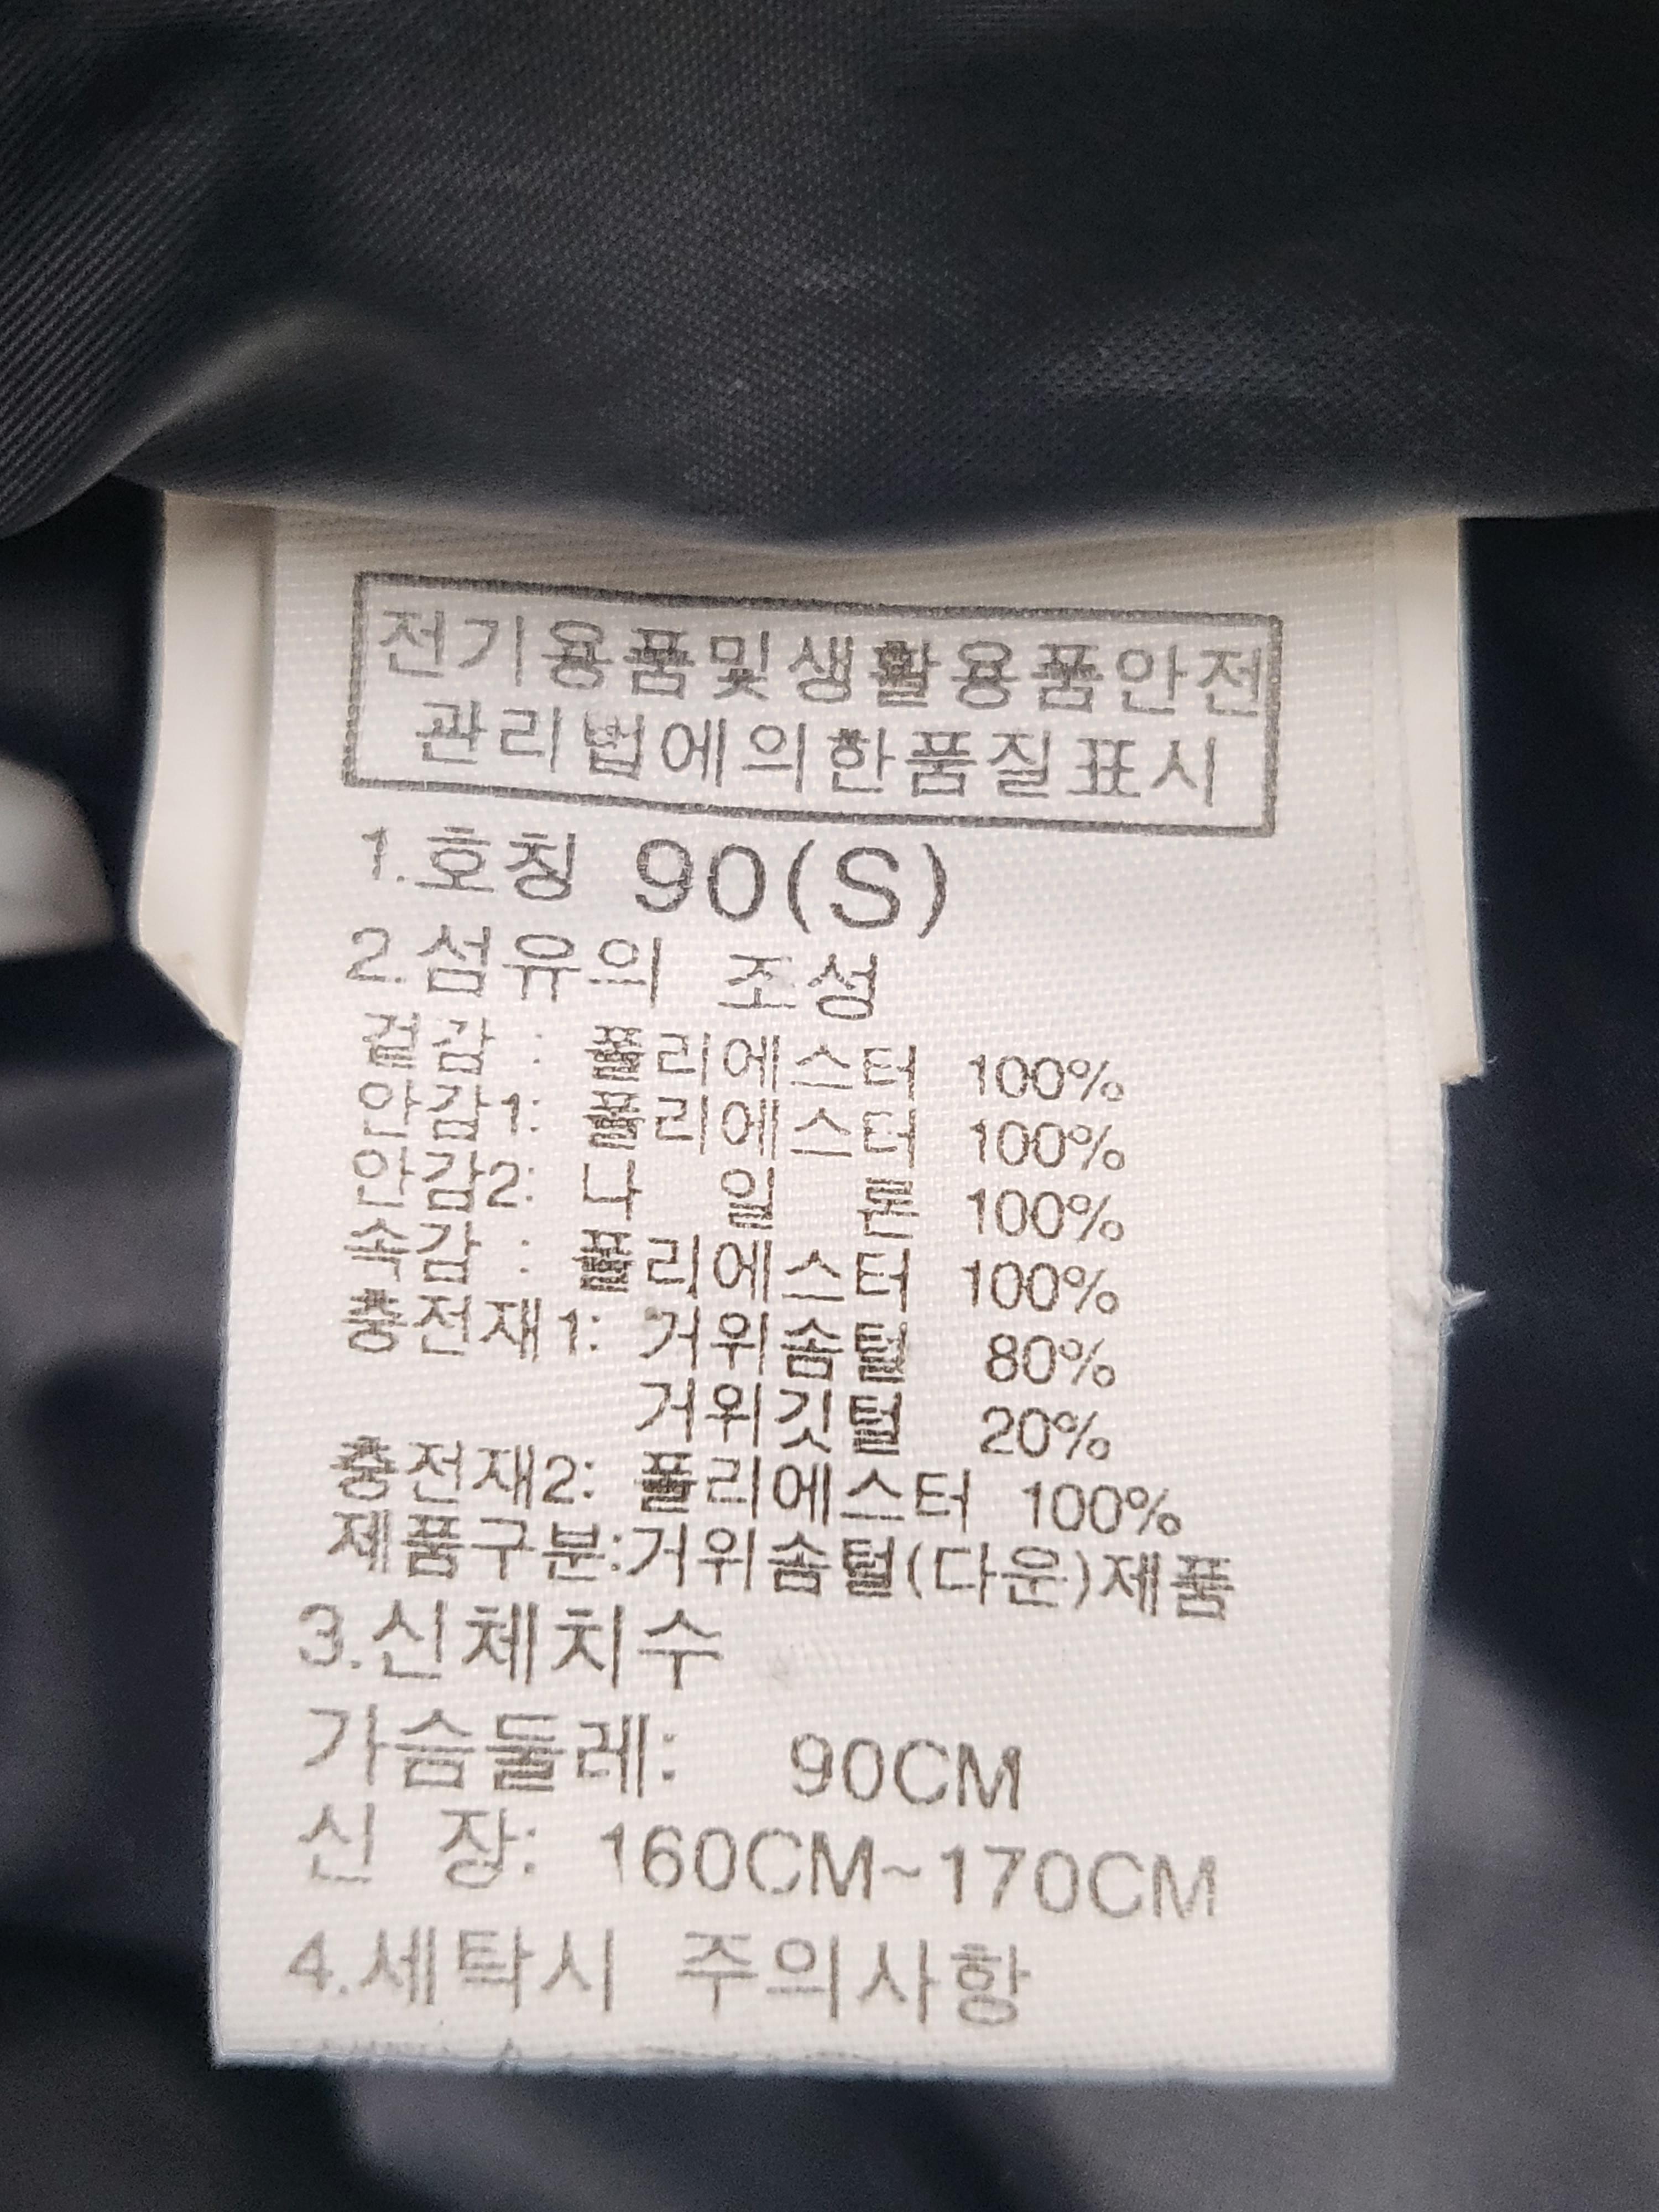 전기용품및생활용품안전
관리법에의한품질표시
1.호칭 90(S)
2.섬유의 조성
겉감 : 폴리에스터 100%
안감1: 폴리에스터 100%
안감2: 나 일 론 100%
속감 : 폴리에스터 100%
충전재1: 거위솜털 80%
거위깃털 20%
충전재2: 폴리에스터 100%
제품구분:거위솜털(다운)제품
3.신체치수
가슴둘레: 90CM
신 장: 160CM~170CM
4.세탁시 주의사항